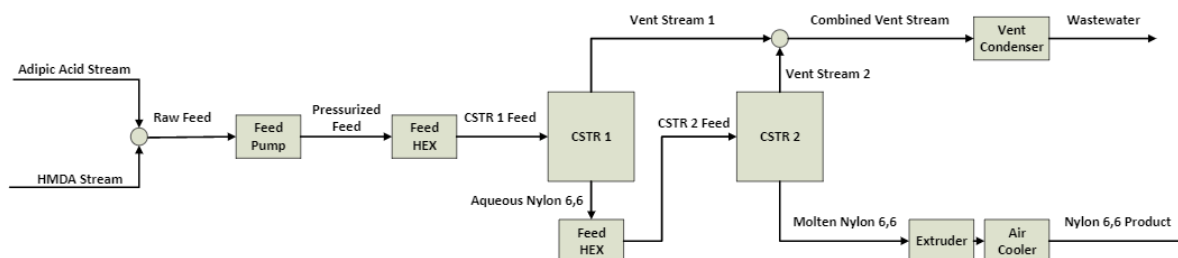 Vent Stream 1
Combined Vent Stream
Wastewater
Vent
Condenser
Adipic Acid Stream
Vent Stream 2
Raw Feed
Pressurized
Feed
CSTR 1 Feed
CSTR 2 Feed
Feed
Pump
Feed
HEX
CSTR 1
CSTR 2
HMDA Stream
Aqueous Nylon 6,6
Feed
HEX
Molten Nylon 6,6
Extruder
Air
Cooler
Nylon 6,6 Product